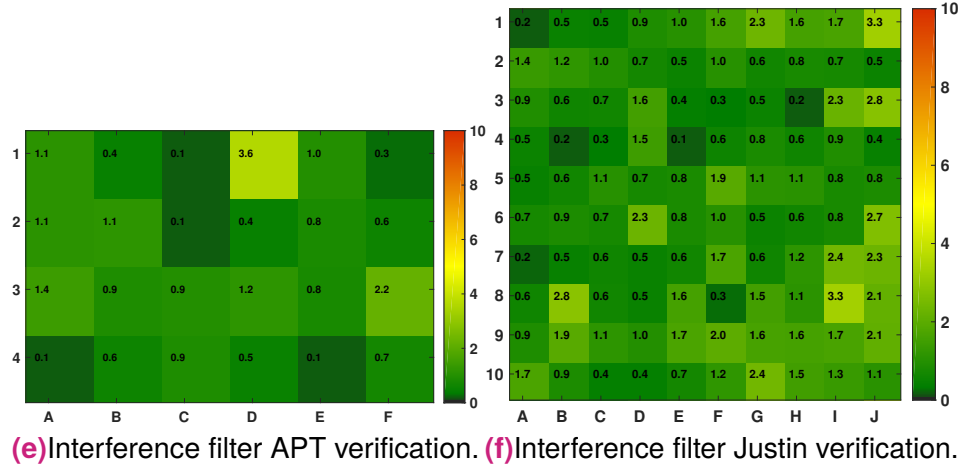 10
1 0.2 0.5 0.5 0.9 1.0 1.6 2.3 1.6 1.7 3.3
2 1.4 1.2 1.0 0.7 0.5 1.0 0.6 0.8 0.7 0.5
8
3 0.9 0.6 0.7 1.6 0.4 0.3 0.5 0.2 2.3 2.8
4 0.5 0.2 0.3 1.5 0.1 0.6 0.8 0.6 0.9 0.4
6
5 0.5 0.6 1.1 0.7 0.8 1.9 1.1 1.1 0.8 0.8
6 0.7 0.9 0.7 2.3 0.8 1.0 0.5 0.6 0.8 2.7
4
7 0.2 0.5 0.6 0.5 0.6 1.7 0.6 1.2 2.4 2.3
8 0.6 2.8 0.6 0.5 1.6 0.3 1.5 1.1 3.3 2.1
2
9 0.9 1.9 1.1 1.0 1.7 2.0 1.6 1.6 1.7 2.1
10 1.7 0.9 0.4 0.4 0.7 1.2 2.4 1.5 1.3 1.1
0
A B C D E F G H I J
10
1 1.1 0.4 0.1 3.6 1.0 0.3
8
2 1.1 1.1 0.1 0.4 0.8 0.6
6
4
3 1.4 0.9 0.9 1.2 0.8 2.2
2
4 0.1 0.6 0.9 0.5 0.1 0.7
0
A B C D E F
(e)Interference filter APT verification.
(f)Interference filter Justin verification.